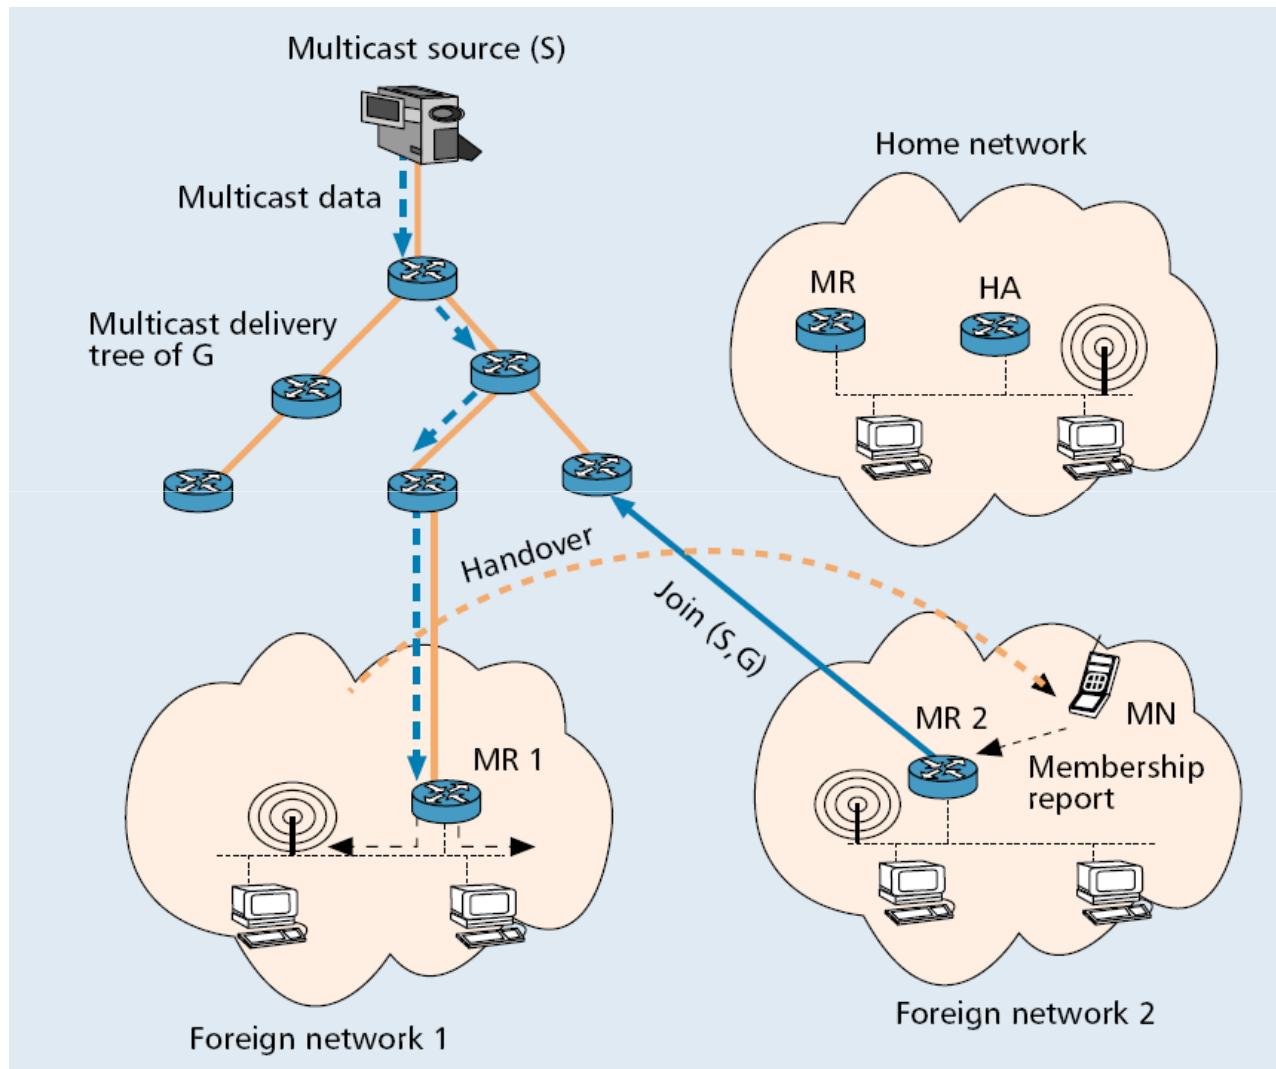 Multicast source (S)
Home network
Multicast data
MR
HA
Multicast delivery
tree of G
Handover
Join (S,G)
MR 2
MN
MR 1
Membership
report
Foreign network 2
Foreign network 1